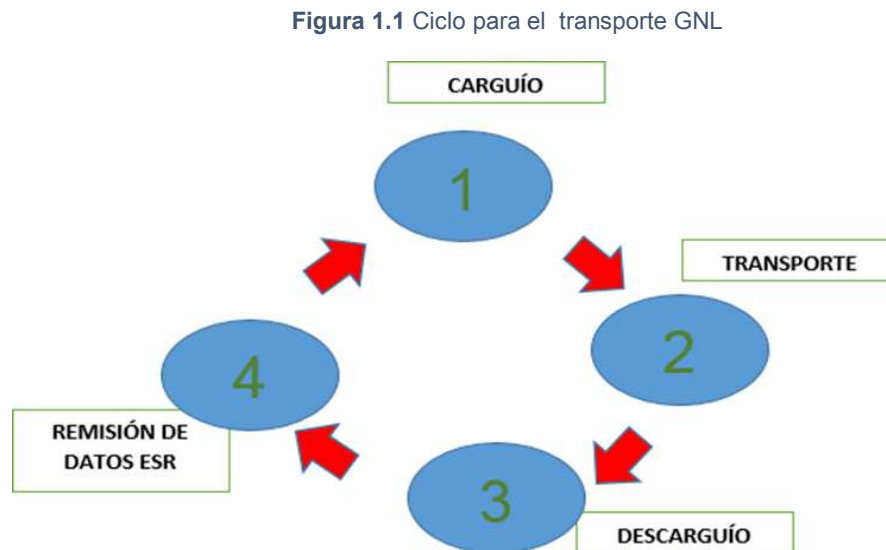 Figura 1.1 Ciclo para el transporte GNL
CARGUÍO
1
TRANSPORTE
2
4
REMISIÓN DE
DATOS ESR
3
DESCARGUÍO